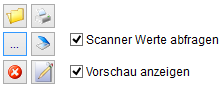 ...
Scanner Werte abfragen
Vorschau anzeigen